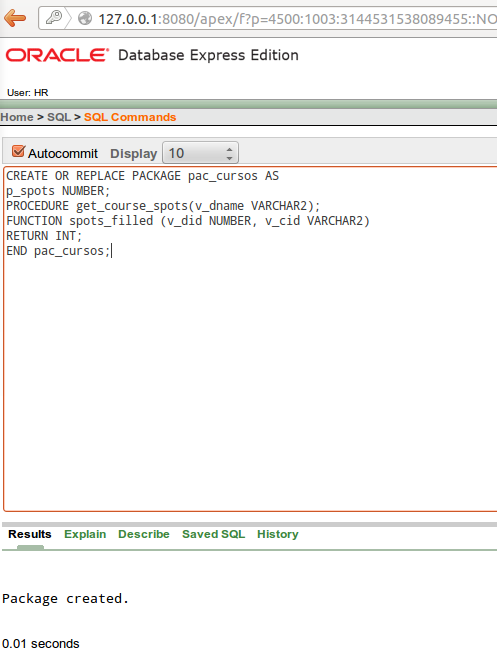 127.0.0.1:8080/apex/f?p=4500:1003:3144531538089455::NO
ORACLE® Database Express Edition
User: HR
Home > SQL > SQL Commands
Autocommit Display 10
CREATE OR REPLACE PACKAGE pac_cursos AS
p_spots NUMBER;
PROCEDURE get_course_spots(v_dname VARCHAR2);
FUNCTION spots_filled (v_did NUMBER, v_cid VARCHAR2)
RETURN INT;
END pac_cursos;
Results Explain Describe Saved SQL History
Package created.
0.01 seconds